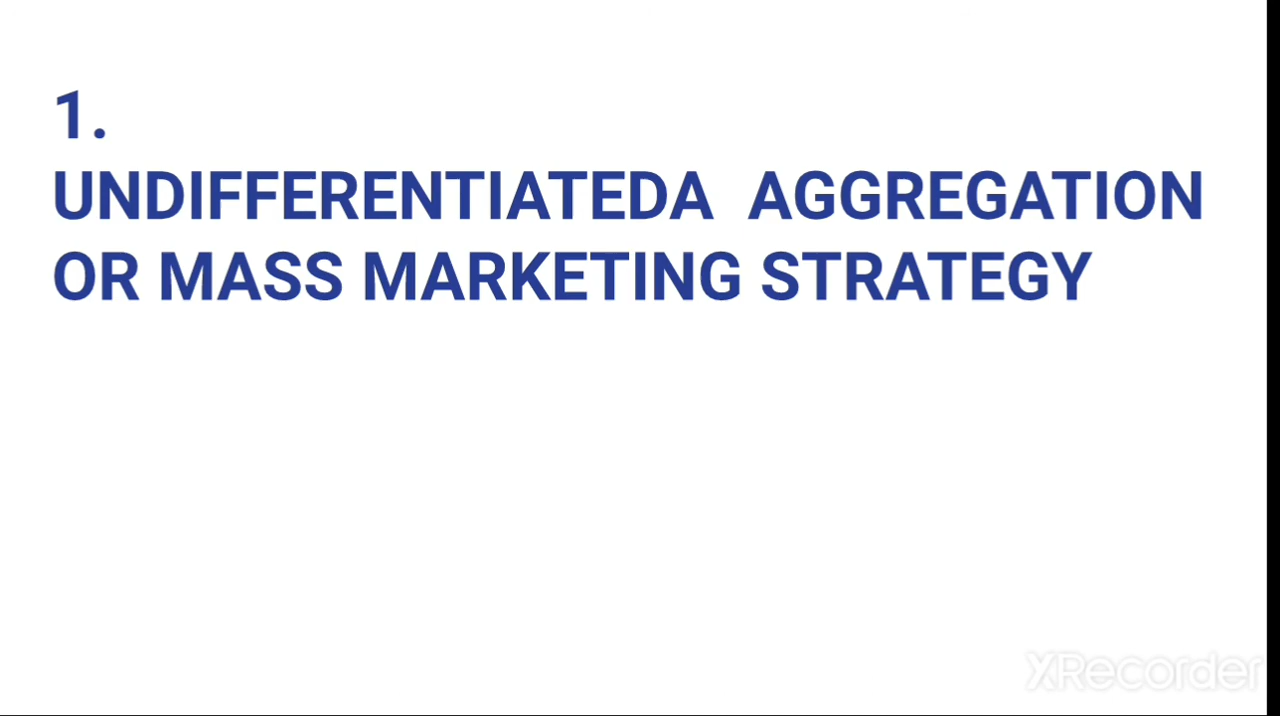 1.
UNDIFFERENTIATEDA AGGREGATION
OR MASS MARKETING STRATEGY
XRecorder